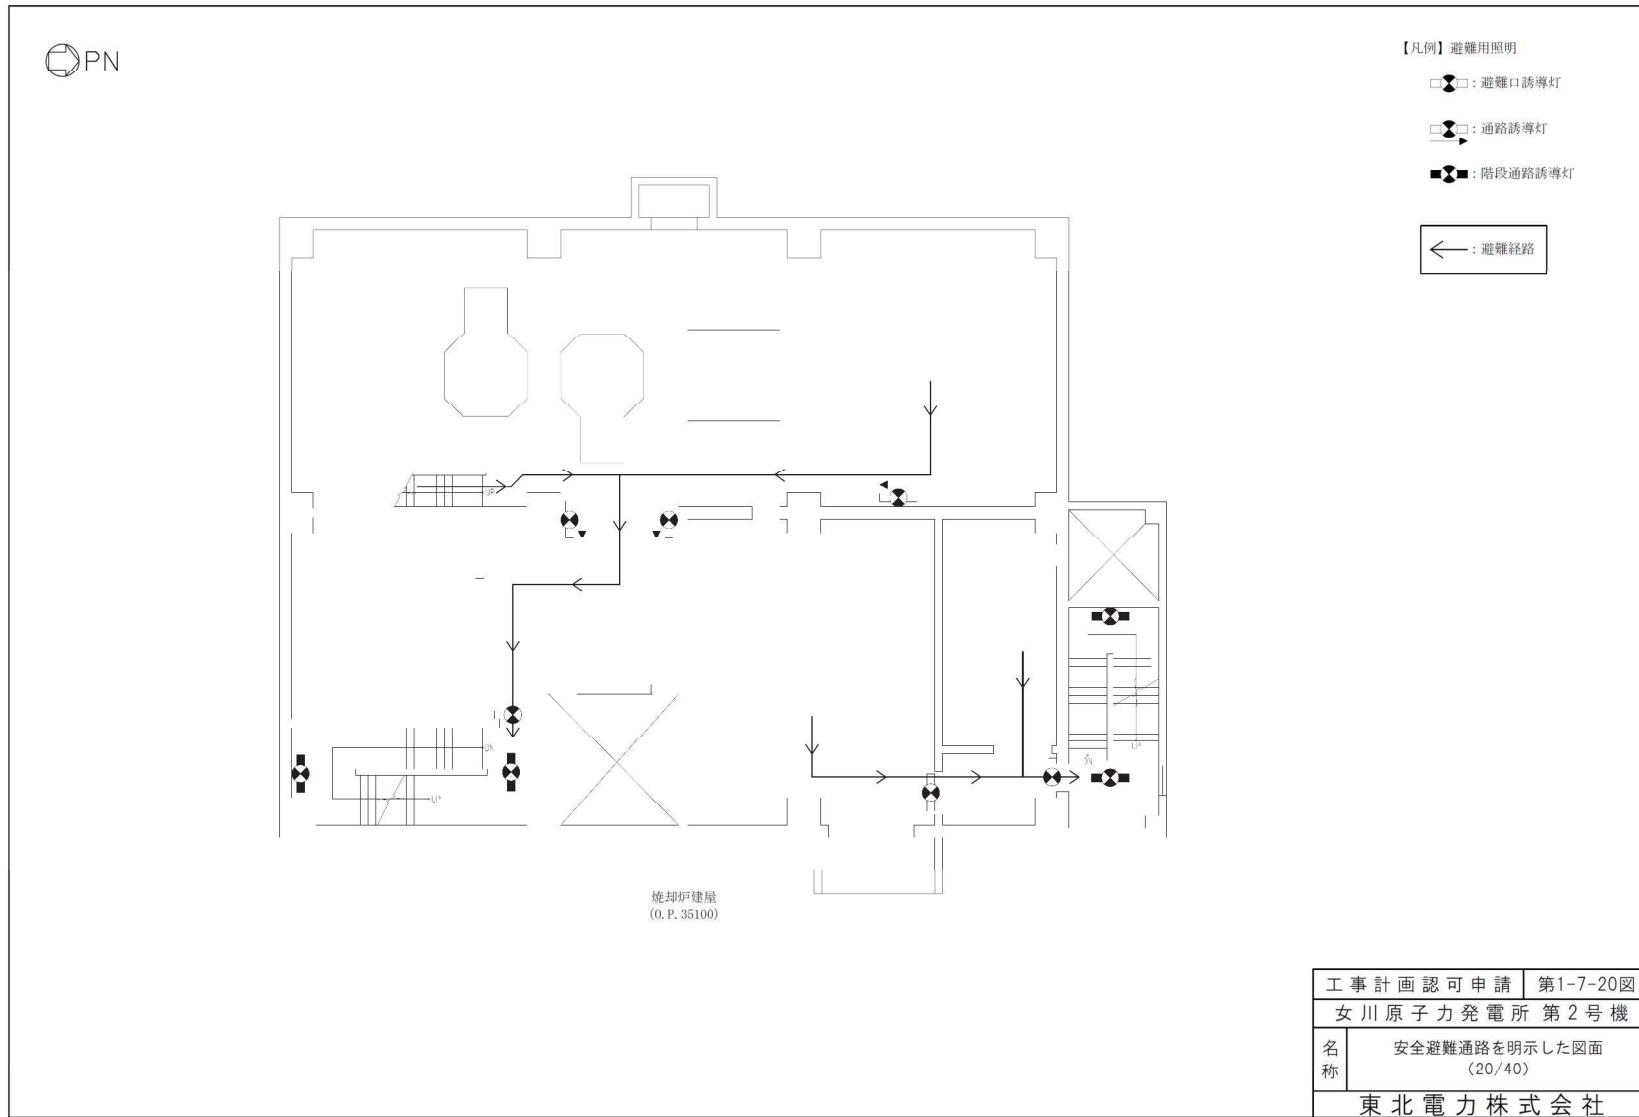 PN
【凡例】避難用照明
：避難口誘導灯
：通路誘導灯
：階段通路誘導灯
：避難経路
UP
DN
UP
UP
DN
焼却炉建屋
(O.P.35100)
工事計画認可申請 第1-7-20図
女川原子力発電所 第2号機
名称 安全避難通路を明示した図面
(20/40)
東北電力株式会社